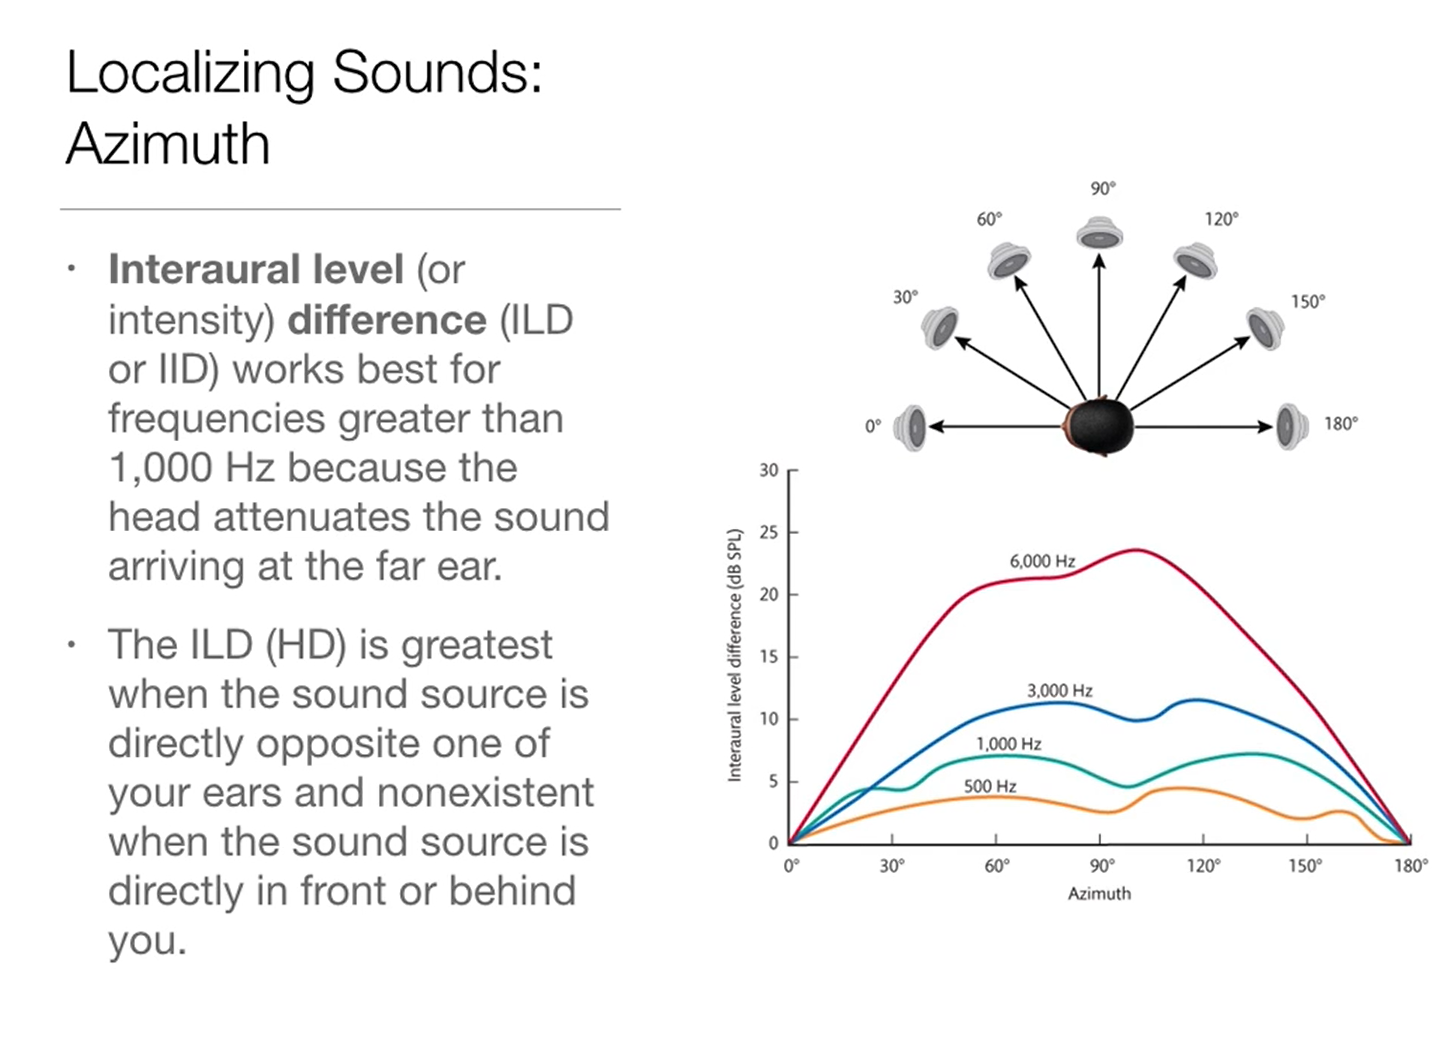 Localizing Sounds:
Azimuth
• Interaural level (or
intensity) difference (ILD
or IID) works best for
frequencies greater than
1,000 Hz because the
head attenuates the sound
arriving at the far ear.
• The ILD (HD) is greatest
when the sound source is
directly opposite one of
your ears and nonexistent
when the sound source is
directly in front or behind
you.
90°
60°
120°
30°
150°
0°
180°
Interaural level difference (dB SPL)
30
25
20
15
10
5
0
6,000 Hz
3,000 Hz
1,000 Hz
500 Hz
0°
30°
60°
90°
120°
150°
180°
Azimuth